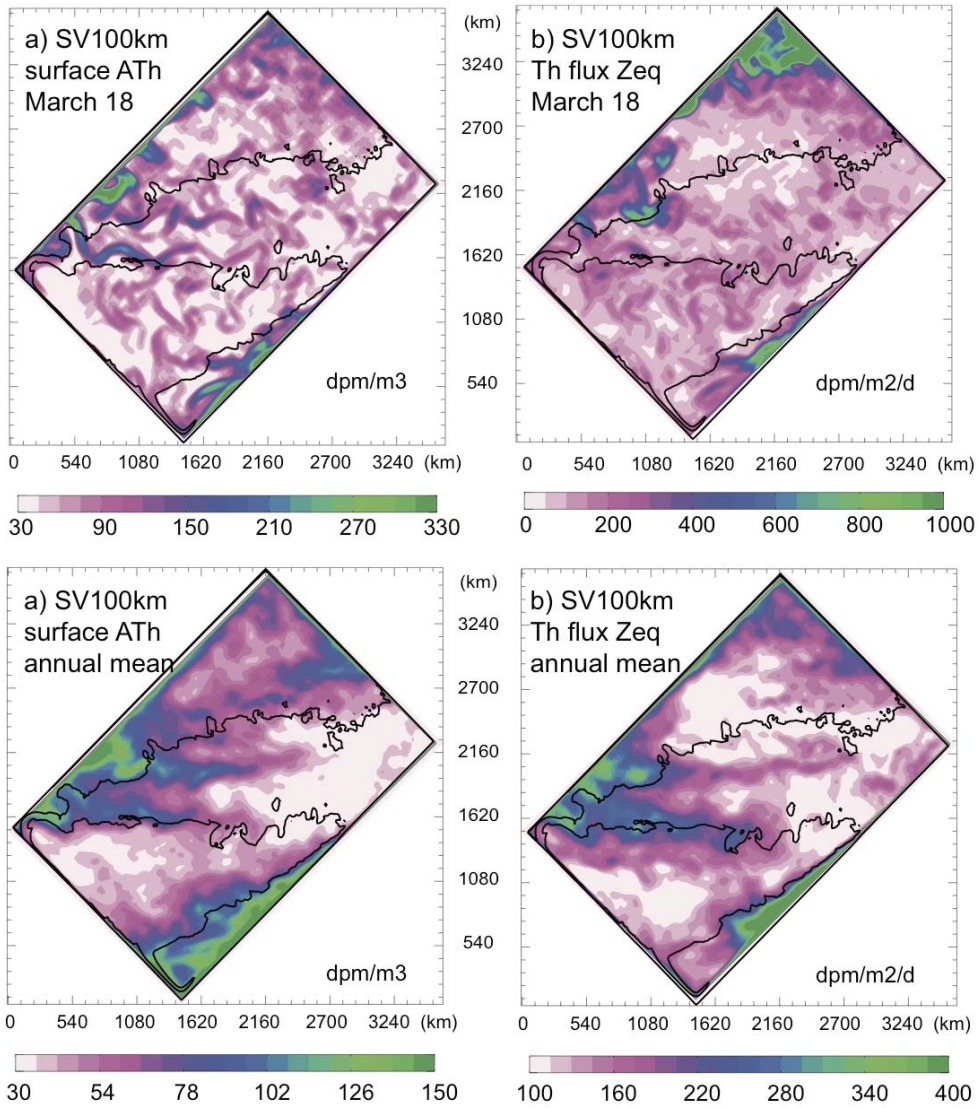 a) SV100km
surface ATh
March 18
dpm/m3
0 540 1080 1620 2160 2700 3240 (km)
30 90 150 210 270 330
(km)
3240
2700
2160
1620
1080
540
b) SV100km
Th flux Zeq
March 18
dpm/m2/d
0 540 1080 1620 2160 2700 3240 (km)
0 200 400 600 800 1000
a) SV100km
surface ATh
annual mean
dpm/m3
0 540 1080 1620 2160 2700 3240 (km)
30 54 78 102 126 150
(km)
3240
2700
2160
1620
1080
540
b) SV100km
Th flux Zeq
annual mean
dpm/m2/d
0 540 1080 1620 2160 2700 3240 (km)
100 160 220 280 340 400